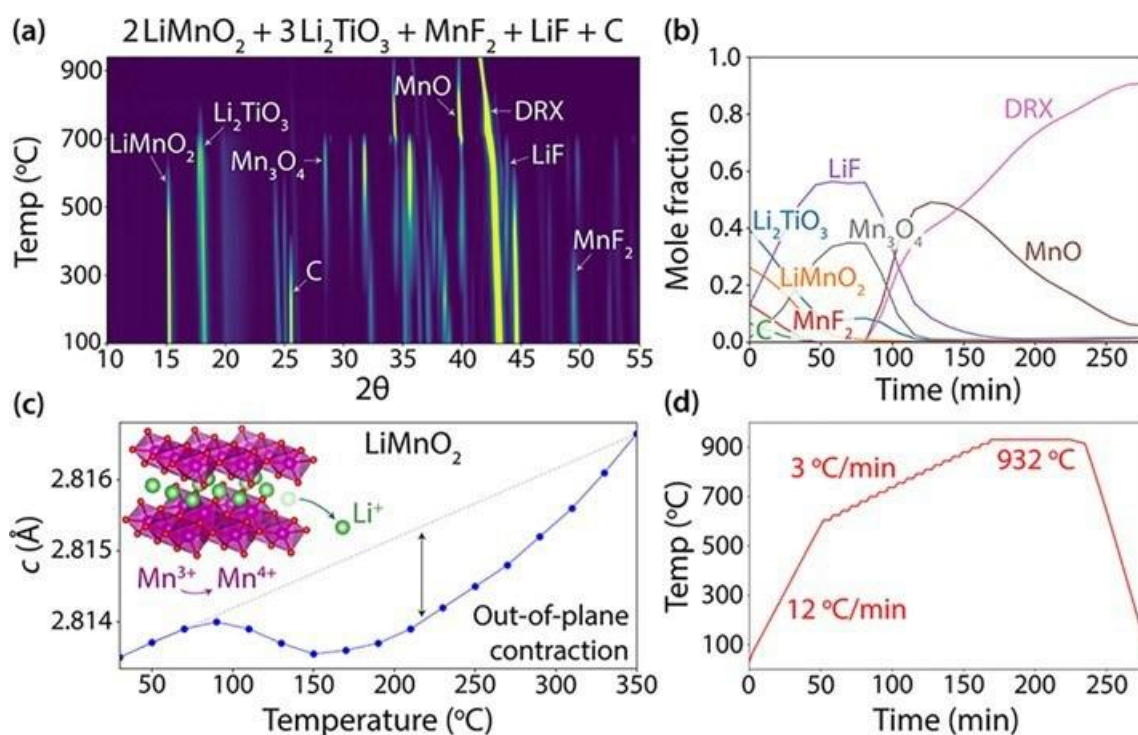 (a) 2 LiMnO₂ + 3 Li₂TiO₃ + MnF₂ + LiF + C
Temp (°C)
900
700
500
300
100
LiMnO₂
Li₂TiO₃
Mn₃O₄
C
MnO
DRX
LiF
MnF₂
10 15 20 25 30 35 40 45 50 55
2θ
(b)
Mole fraction
1.0
0.8
0.6
0.4
0.2
0.0
DRX
LiF
Li₂TiO₃
Mn₃O₄
LiMnO₂
MnO
MnF₂
C
0 50 100 150 200 250
Time (min)
(c)
LiMnO₂
c (Å)
2.816
2.815
2.814
Li⁺
Mn³⁺ Mn⁴⁺
Out-of-plane
contraction
50 100 150 200 250 300 350
Temperature (°C)
(d)
Temp (°C)
900
700
500
300
100
3 °C/min
932 °C
12 °C/min
0 50 100 150 200 250
Time (min)